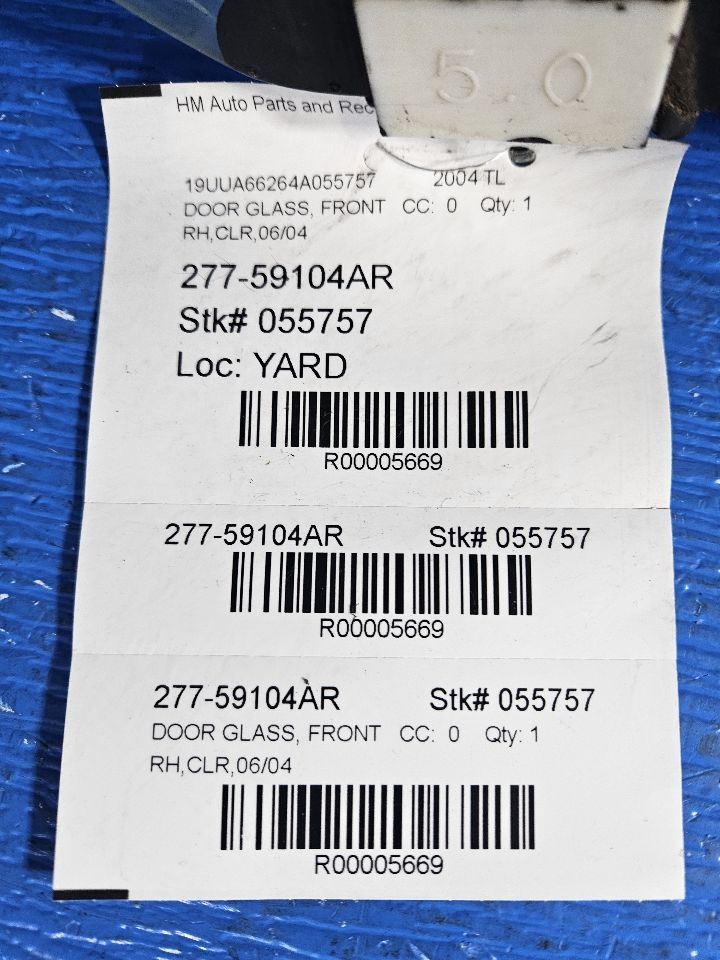 5.0
HM Auto Parts and Rec
19UUA66264A055757 2004 TL
DOOR GLASS, FRONT CC: 0 Qty: 1
RH,CLR,06/04
277-59104AR
Stk# 055757
Loc: YARD
R00005669
277-59104AR Stk# 055757
R00005669
277-59104AR Stk# 055757
DOOR GLASS, FRONT CC: 0 Qty: 1
RH,CLR,06/04
R00005669